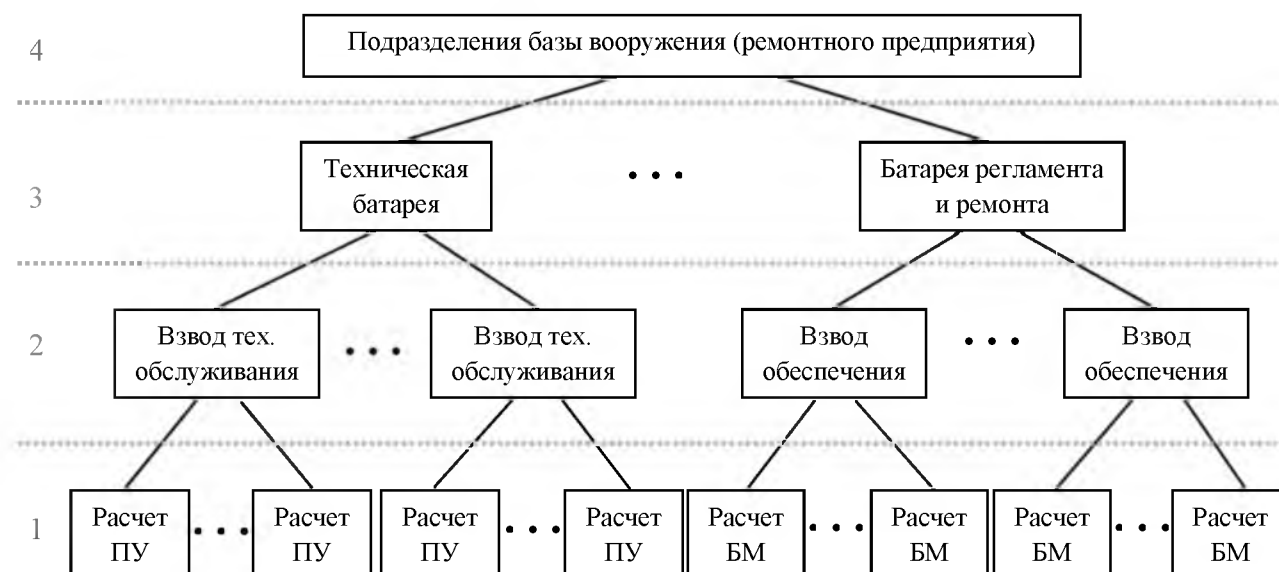 4
Подразделения базы вооружения (ремонтного предприятия)
3
Техническая
батарея
Батарея регламента
и ремонта
2
Взвод тех.
обслуживания
Взвод тех.
обслуживания
Взвод
обеспечения
Взвод
обеспечения
1
Расчет
ПУ
Расчет
ПУ
Расчет
ПУ
Расчет
ПУ
Расчет
БМ
Расчет
БМ
Расчет
БМ
Расчет
БМ